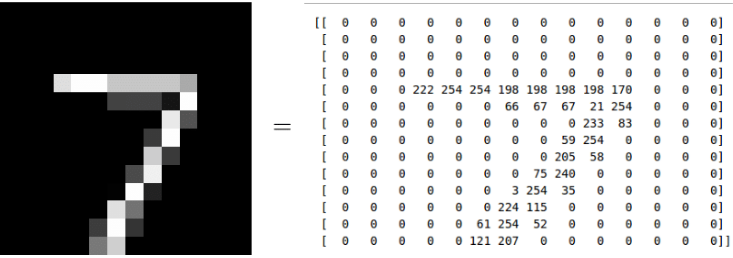 [[ 0 0 0 0 0 0 0 0 0 0 0 0 0 0]
[ 0 0 0 0 0 0 0 0 0 0 0 0 0 0]
[ 0 0 0 0 0 0 0 0 0 0 0 0 0 0]
[ 0 0 0 0 0 0 0 0 0 0 0 0 0 0]
[ 0 0 0 222 254 254 198 198 198 198 170 0 0 0]
[ 0 0 0 0 0 0 66 67 67 21 254 0 0 0]
= [ 0 0 0 0 0 0 0 0 0 233 83 0 0 0]
[ 0 0 0 0 0 0 0 0 59 254 0 0 0 0]
[ 0 0 0 0 0 0 0 0 205 58 0 0 0 0]
[ 0 0 0 0 0 0 0 75 240 0 0 0 0 0]
[ 0 0 0 0 0 0 3 254 35 0 0 0 0 0]
[ 0 0 0 0 0 0 224 115 0 0 0 0 0 0]
[ 0 0 0 0 0 61 254 52 0 0 0 0 0 0]
[ 0 0 0 0 0 121 207 0 0 0 0 0 0 0]]